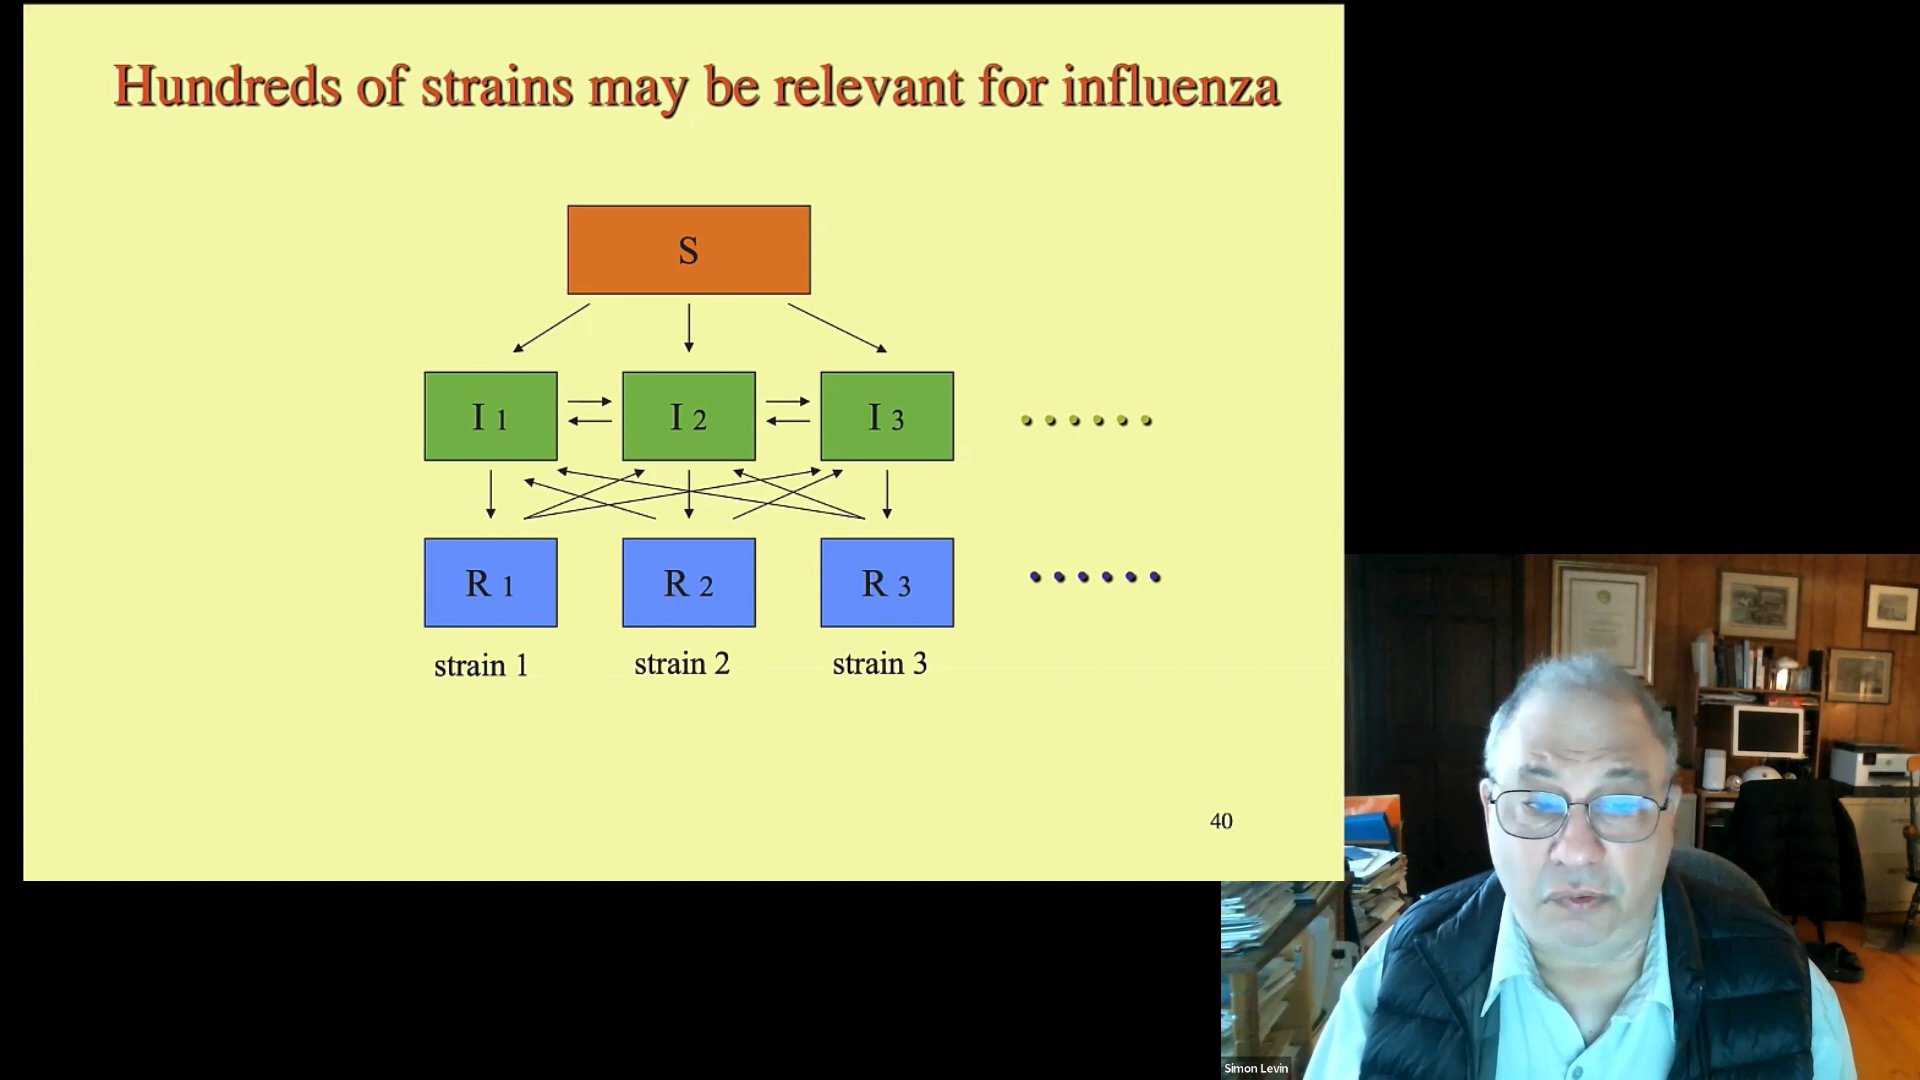 Hundreds of strains may be relevant for influenza
S
I 1
I 2
I 3
R 1
R 2
R 3
strain 1
strain 2
strain 3
40
Simon Levin